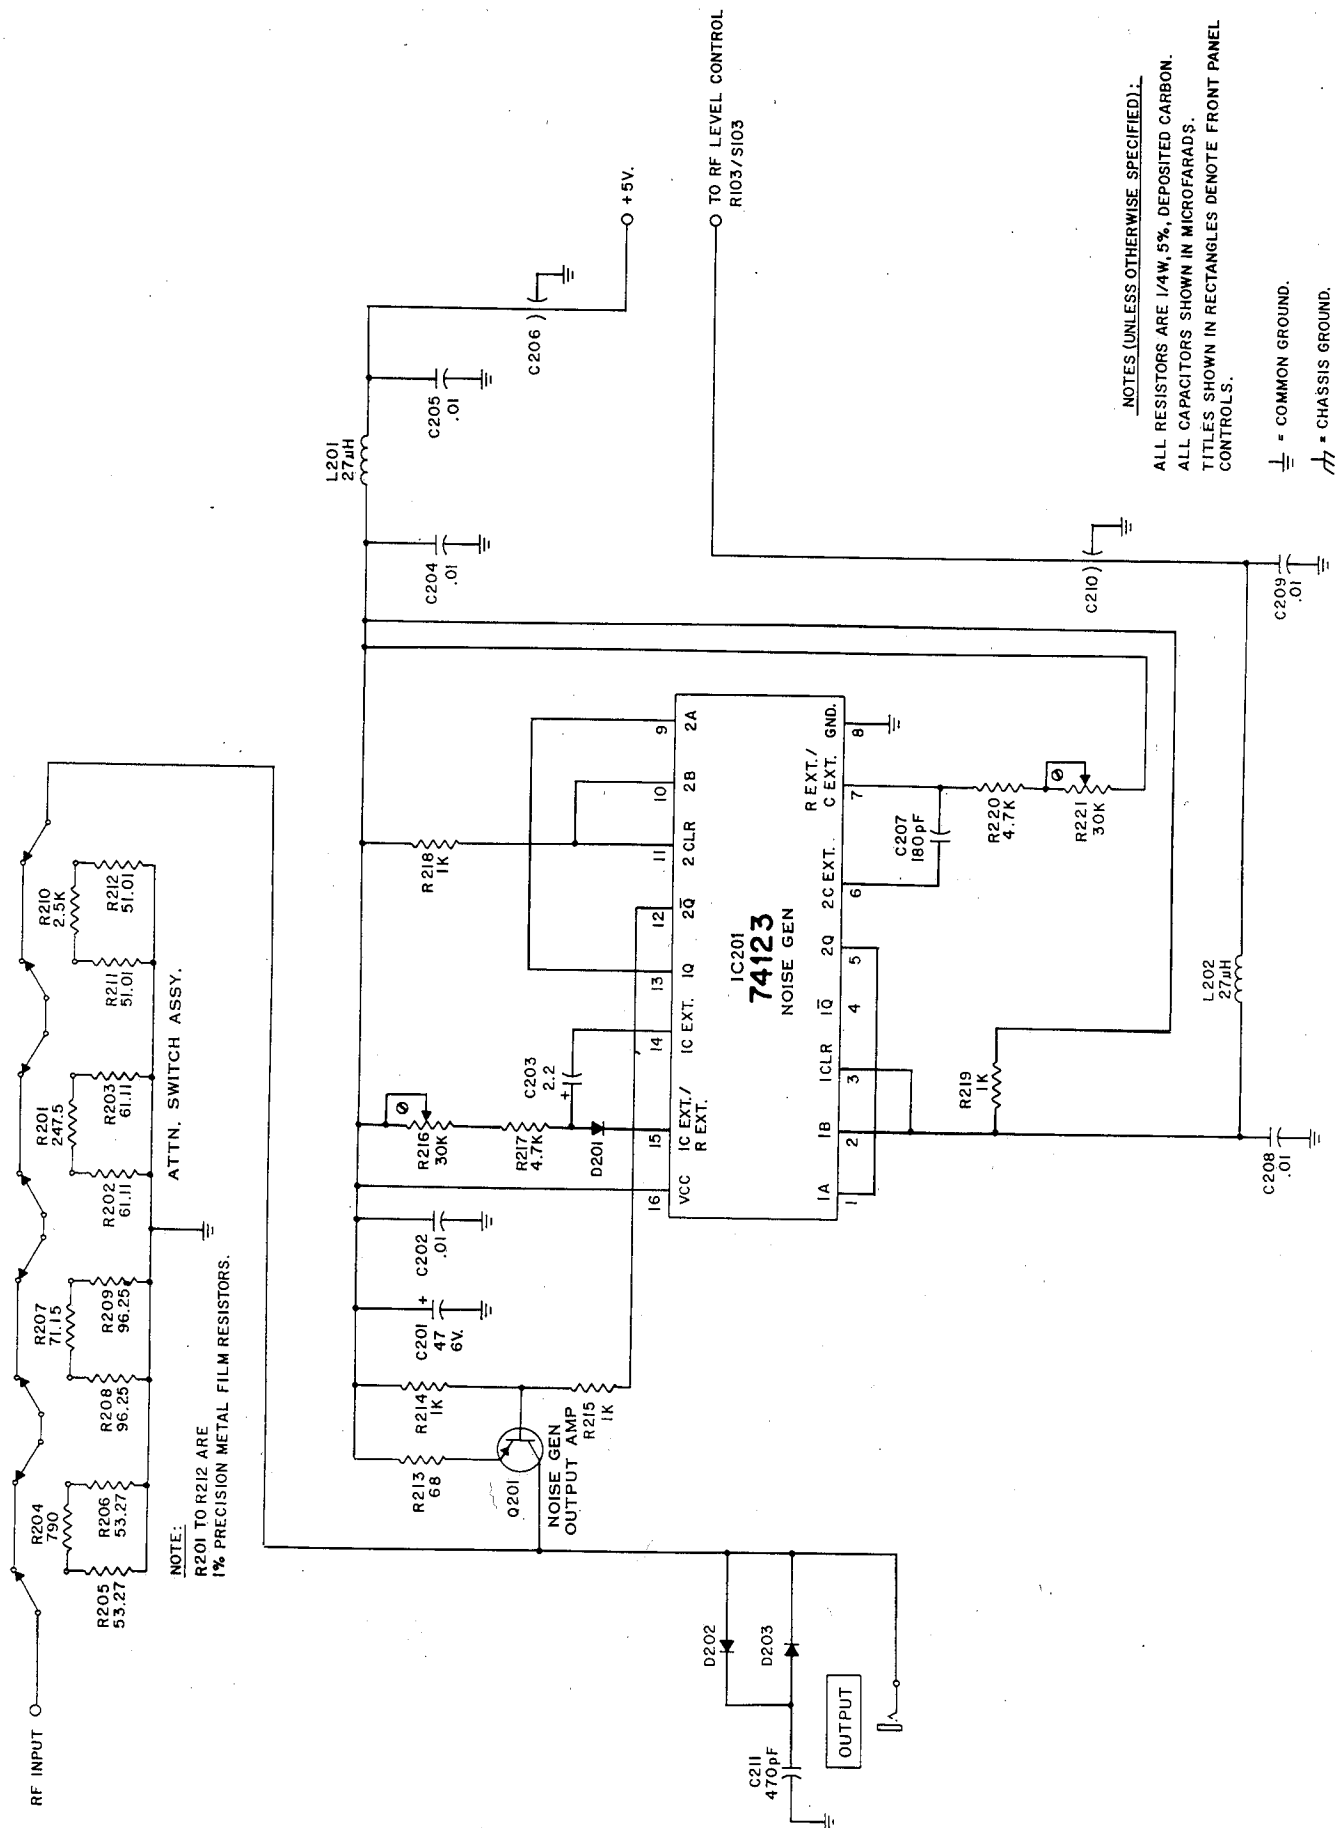 RF INPUT
R204
790
R205
53.27
R206
53.27
R207
71.15
R208
96.25
R209
96.25
R201
247.5
R202
61.11
R203
61.11
R210
2.5K
R211
51.01
R212
51.01
ATTN. SWITCH ASSY.
NOTE:
R201 TO R212 ARE
1% PRECISION METAL FILM RESISTORS.
L201
27µH
C204
.01
C205
.01
C206
+5V.
TO RF LEVEL CONTROL
R103/S103
R213
68
R214
1K
C201
47
6V.
+
C202
.01
R216
30K
R217
4.7K
D201
C203
2.2
+
R218
1K
Q201
NOISE GEN
OUTPUT AMP
R215
1K
16
15
14
13
12
11
10
9
VCC
1C EXT./
R EXT.
1C EXT.
1Q
2Q̅
2 CLR
2B
2A
IC201
74123
NOISE GEN
1A
1B
1CLR
1Q̅
2Q
2C EXT.
R EXT./
C EXT.
GND.
1
2
3
4
5
6
7
8
C207
180pF
R220
4.7K
R221
30K
R219
1K
L202
27µH
C208
.01
C209
.01
C210
D202
D203
C211
470pF
OUTPUT
NOTES (UNLESS OTHERWISE SPECIFIED):
ALL RESISTORS ARE 1/4W, 5%, DEPOSITED CARBON.
ALL CAPACITORS SHOWN IN MICROFARADS.
TITLES SHOWN IN RECTANGLES DENOTE FRONT PANEL
CONTROLS.
= COMMON GROUND.
= CHASSIS GROUND.